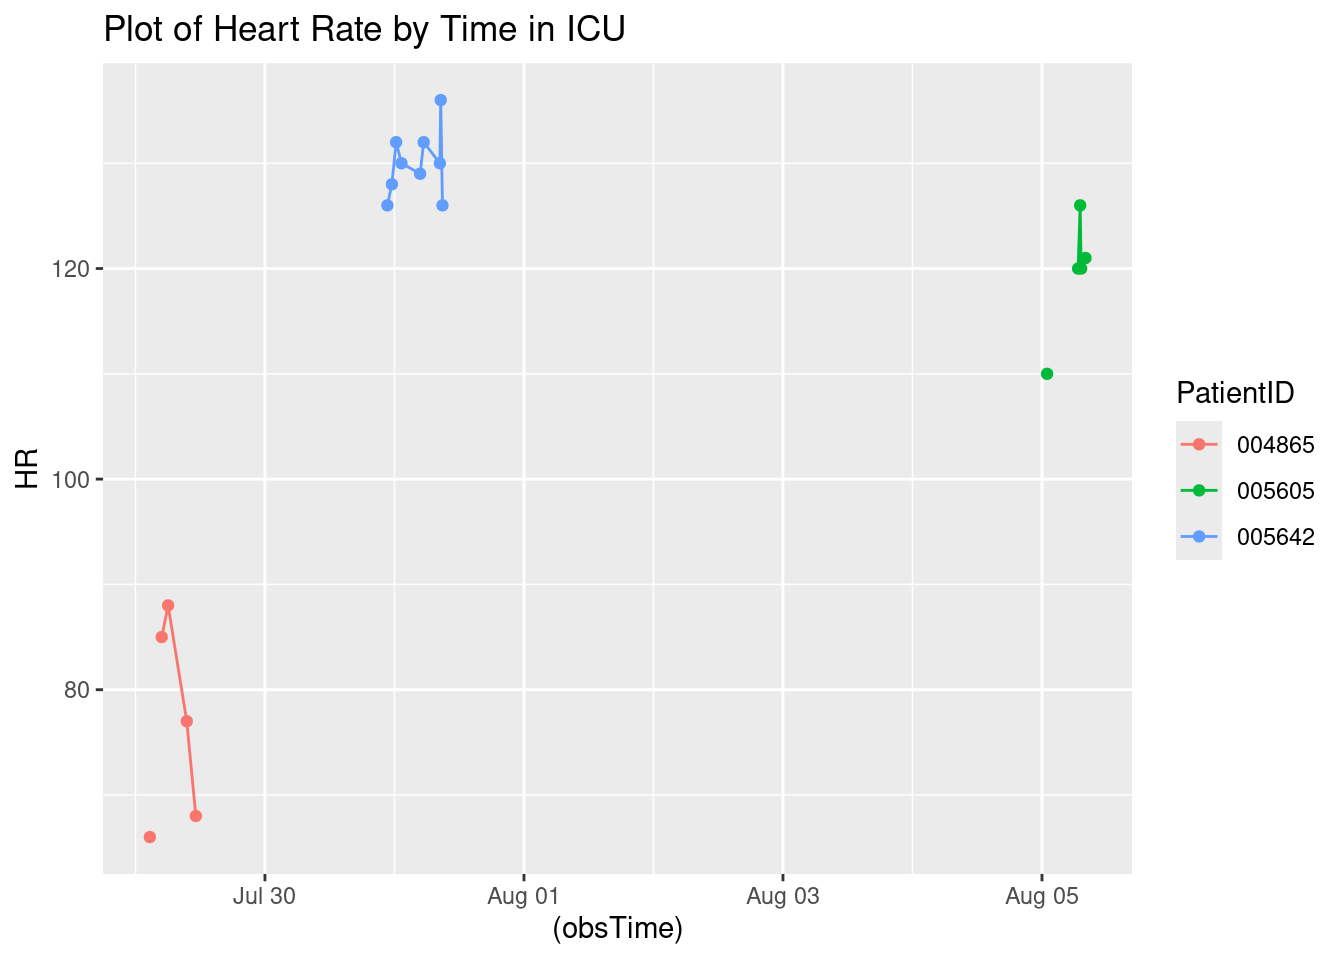 Plot of Heart Rate by Time in ICU
HR
120
100
80
Jul 30
Aug 01
Aug 03
Aug 05
(obsTime)
PatientID
004865
005605
005642